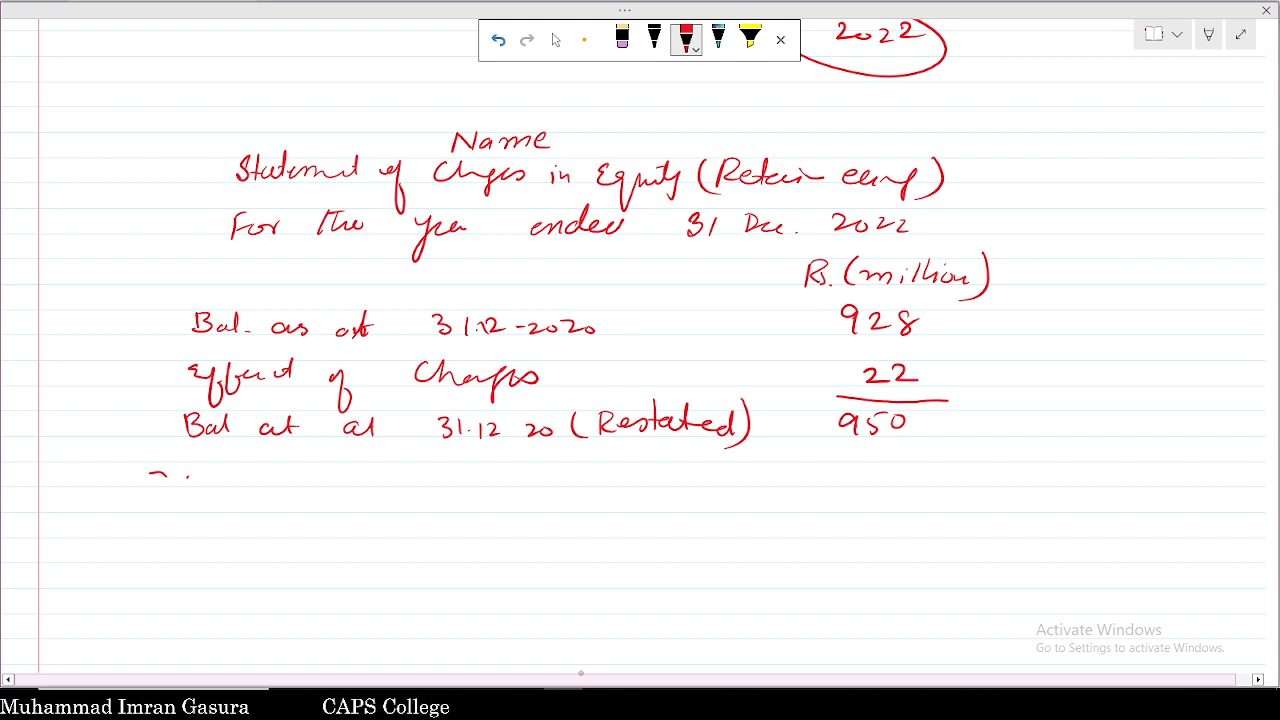 2022
Name
Statement of Changes in Equity (Retain earng)
For the year ended 31 Dec. 2022
Rs. (million)
Bal. as at 31.12-2020 928
Effect of Changes 22
Bal at at 31.12 20 (Restated) 950
Activate Windows
Go to Settings to activate Windows.
Muhammad Imran Gasura CAPS College